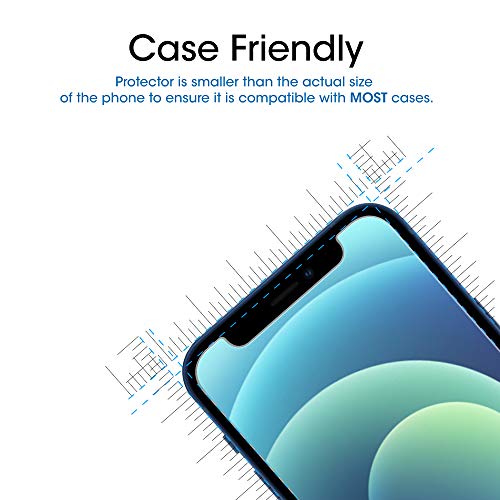 Case Friendly
Protector is smaller than the actual size
of the phone to ensure it is compatible with MOST cases.